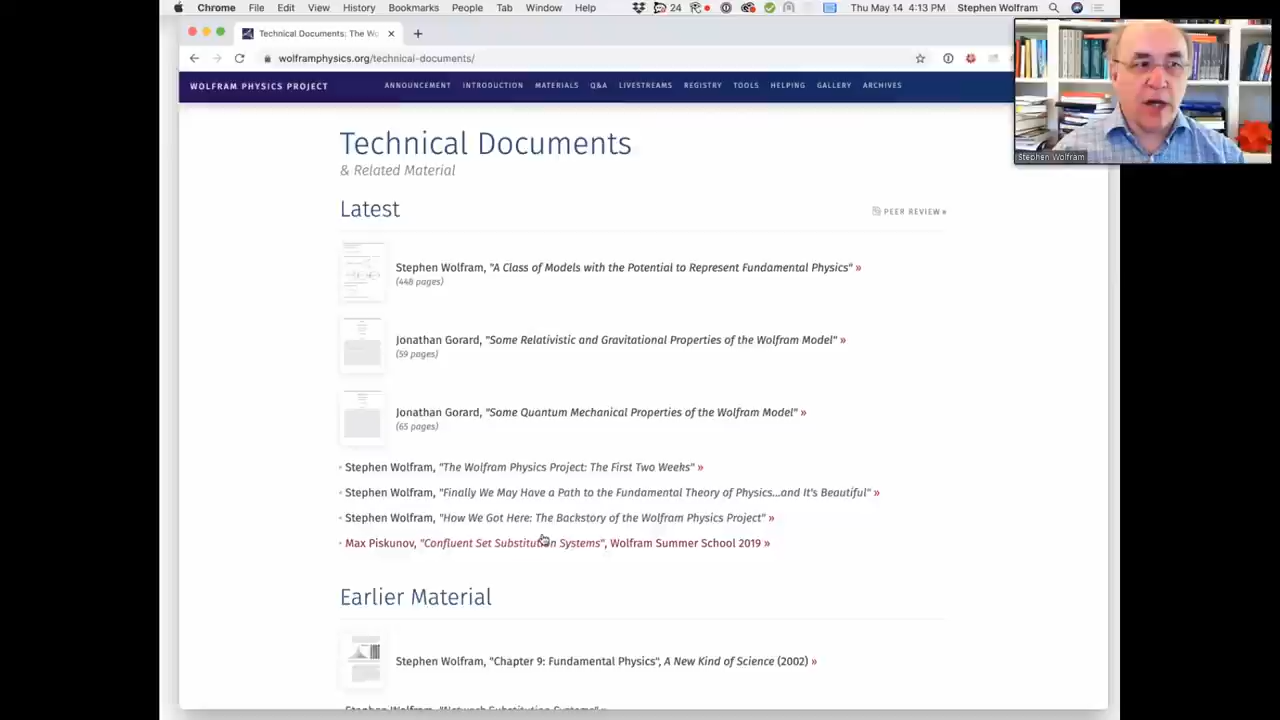 Chrome File Edit View History Bookmarks People Tab Window Help 24 Thu May 14 4:13 PM Stephen Wolfram
Technical Documents: The Wo
wolframphysics.org/technical-documents/
WOLFRAM PHYSICS PROJECT ANNOUNCEMENT INTRODUCTION MATERIALS Q&A LIVESTREAMS REGISTRY TOOLS HELPING GALLERY ARCHIVES
Stephen Wolfram
Technical Documents
& Related Material
Latest
PEER REVIEW »
Stephen Wolfram, "A Class of Models with the Potential to Represent Fundamental Physics" »
(448 pages)
Jonathan Gorard, "Some Relativistic and Gravitational Properties of the Wolfram Model" »
(59 pages)
Jonathan Gorard, "Some Quantum Mechanical Properties of the Wolfram Model" »
(65 pages)
· Stephen Wolfram, "The Wolfram Physics Project: The First Two Weeks" »
· Stephen Wolfram, "Finally We May Have a Path to the Fundamental Theory of Physics...and It's Beautiful" »
· Stephen Wolfram, "How We Got Here: The Backstory of the Wolfram Physics Project" »
· Max Piskunov, "Confluent Set Substitution Systems", Wolfram Summer School 2019 »
Earlier Material
Stephen Wolfram, "Chapter 9: Fundamental Physics", A New Kind of Science (2002) »
Stephen Wolfram, "Network Substitution Systems" »